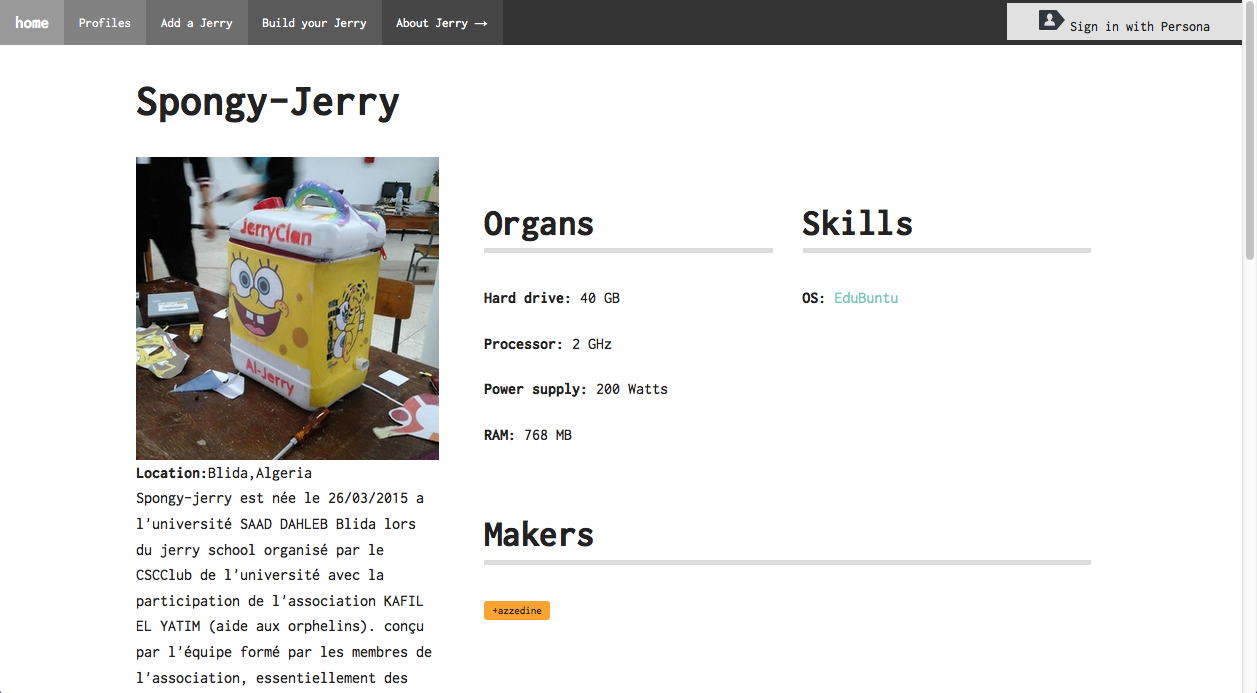 home
Profiles
Add a Jerry
Build your Jerry
About Jerry →
Sign in with Persona
Spongy-Jerry
jerryClan
Al-Jerry
Location:Blida,Algeria
Spongy-jerry est née le 26/03/2015 a
l'université SAAD DAHLEB Blida lors
du jerry school organisé par le
CSCClub de l'université avec la
participation de l'association KAFIL
EL YATIM (aide aux orphelins). conçu
par l'équipe formé par les membres de
l'association, essentiellement des
Organs
Hard drive: 40 GB
Processor: 2 GHz
Power supply: 200 Watts
RAM: 768 MB
Skills
OS: EduBuntu
Makers
+azzedine